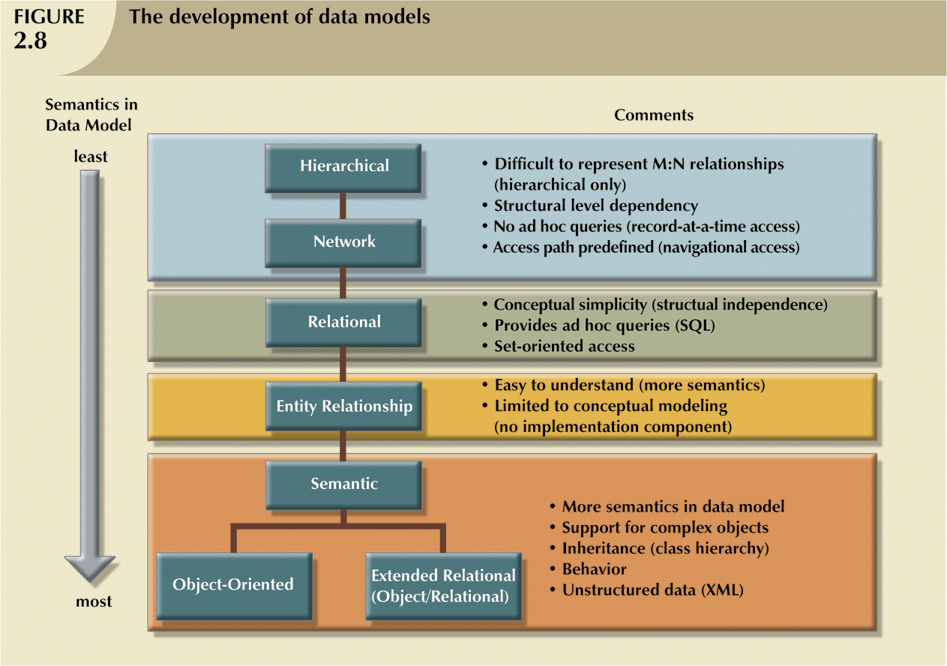 FIGURE
2.8
The development of data models
Semantics in
Data Model
least
most
Comments
Hierarchical
Network
• Difficult to represent M:N relationships
(hierarchical only)
• Structural level dependency
• No ad hoc queries (record-at-a-time access)
• Access path predefined (navigational access)
Relational
• Conceptual simplicity (structual independence)
• Provides ad hoc queries (SQL)
• Set-oriented access
Entity Relationship
• Easy to understand (more semantics)
• Limited to conceptual modeling
(no implementation component)
Semantic
Object-Oriented
Extended Relational
(Object/Relational)
• More semantics in data model
• Support for complex objects
• Inheritance (class hierarchy)
• Behavior
• Unstructured data (XML)